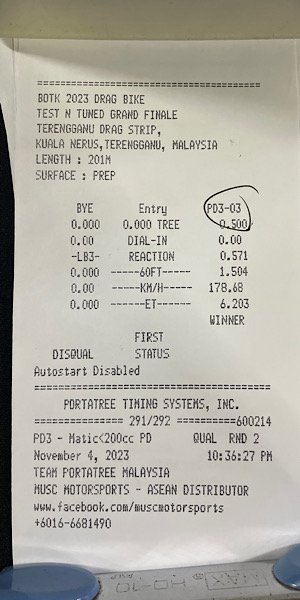 =======================================
BOTK 2023 DRAG BIKE
TEST N TUNED GRAND FINALE
TERENGGANU DRAG STRIP,
KUALA NERUS,TERENGGANU, MALAYSIA
LENGTH : 201M
SURFACE : PREP
BYE Entry PD3-03
0.000 0.000 TREE 0.500
0.00 DIAL-IN 0.00
-LB3- REACTION 0.571
0.000 ------60FT------ 1.504
0.00 ------KM/H------ 178.68
0.000 -------ET------- 6.203
WINNER
FIRST
DISQUAL STATUS
Autostart Disabled
=======================================
PORTATREE TIMING SYSTEMS, INC.
=============== 291/292 ==========600214
PD3 - Matic<200cc PD QUAL RND 2
November 4, 2023 10:36:27 PM
TEAM PORTATREE MALAYSIA
MUSC MOTORSPORTS - ASEAN DISTRIBUTOR
www.facebook.com/muscmotorsports
+6016-6681490